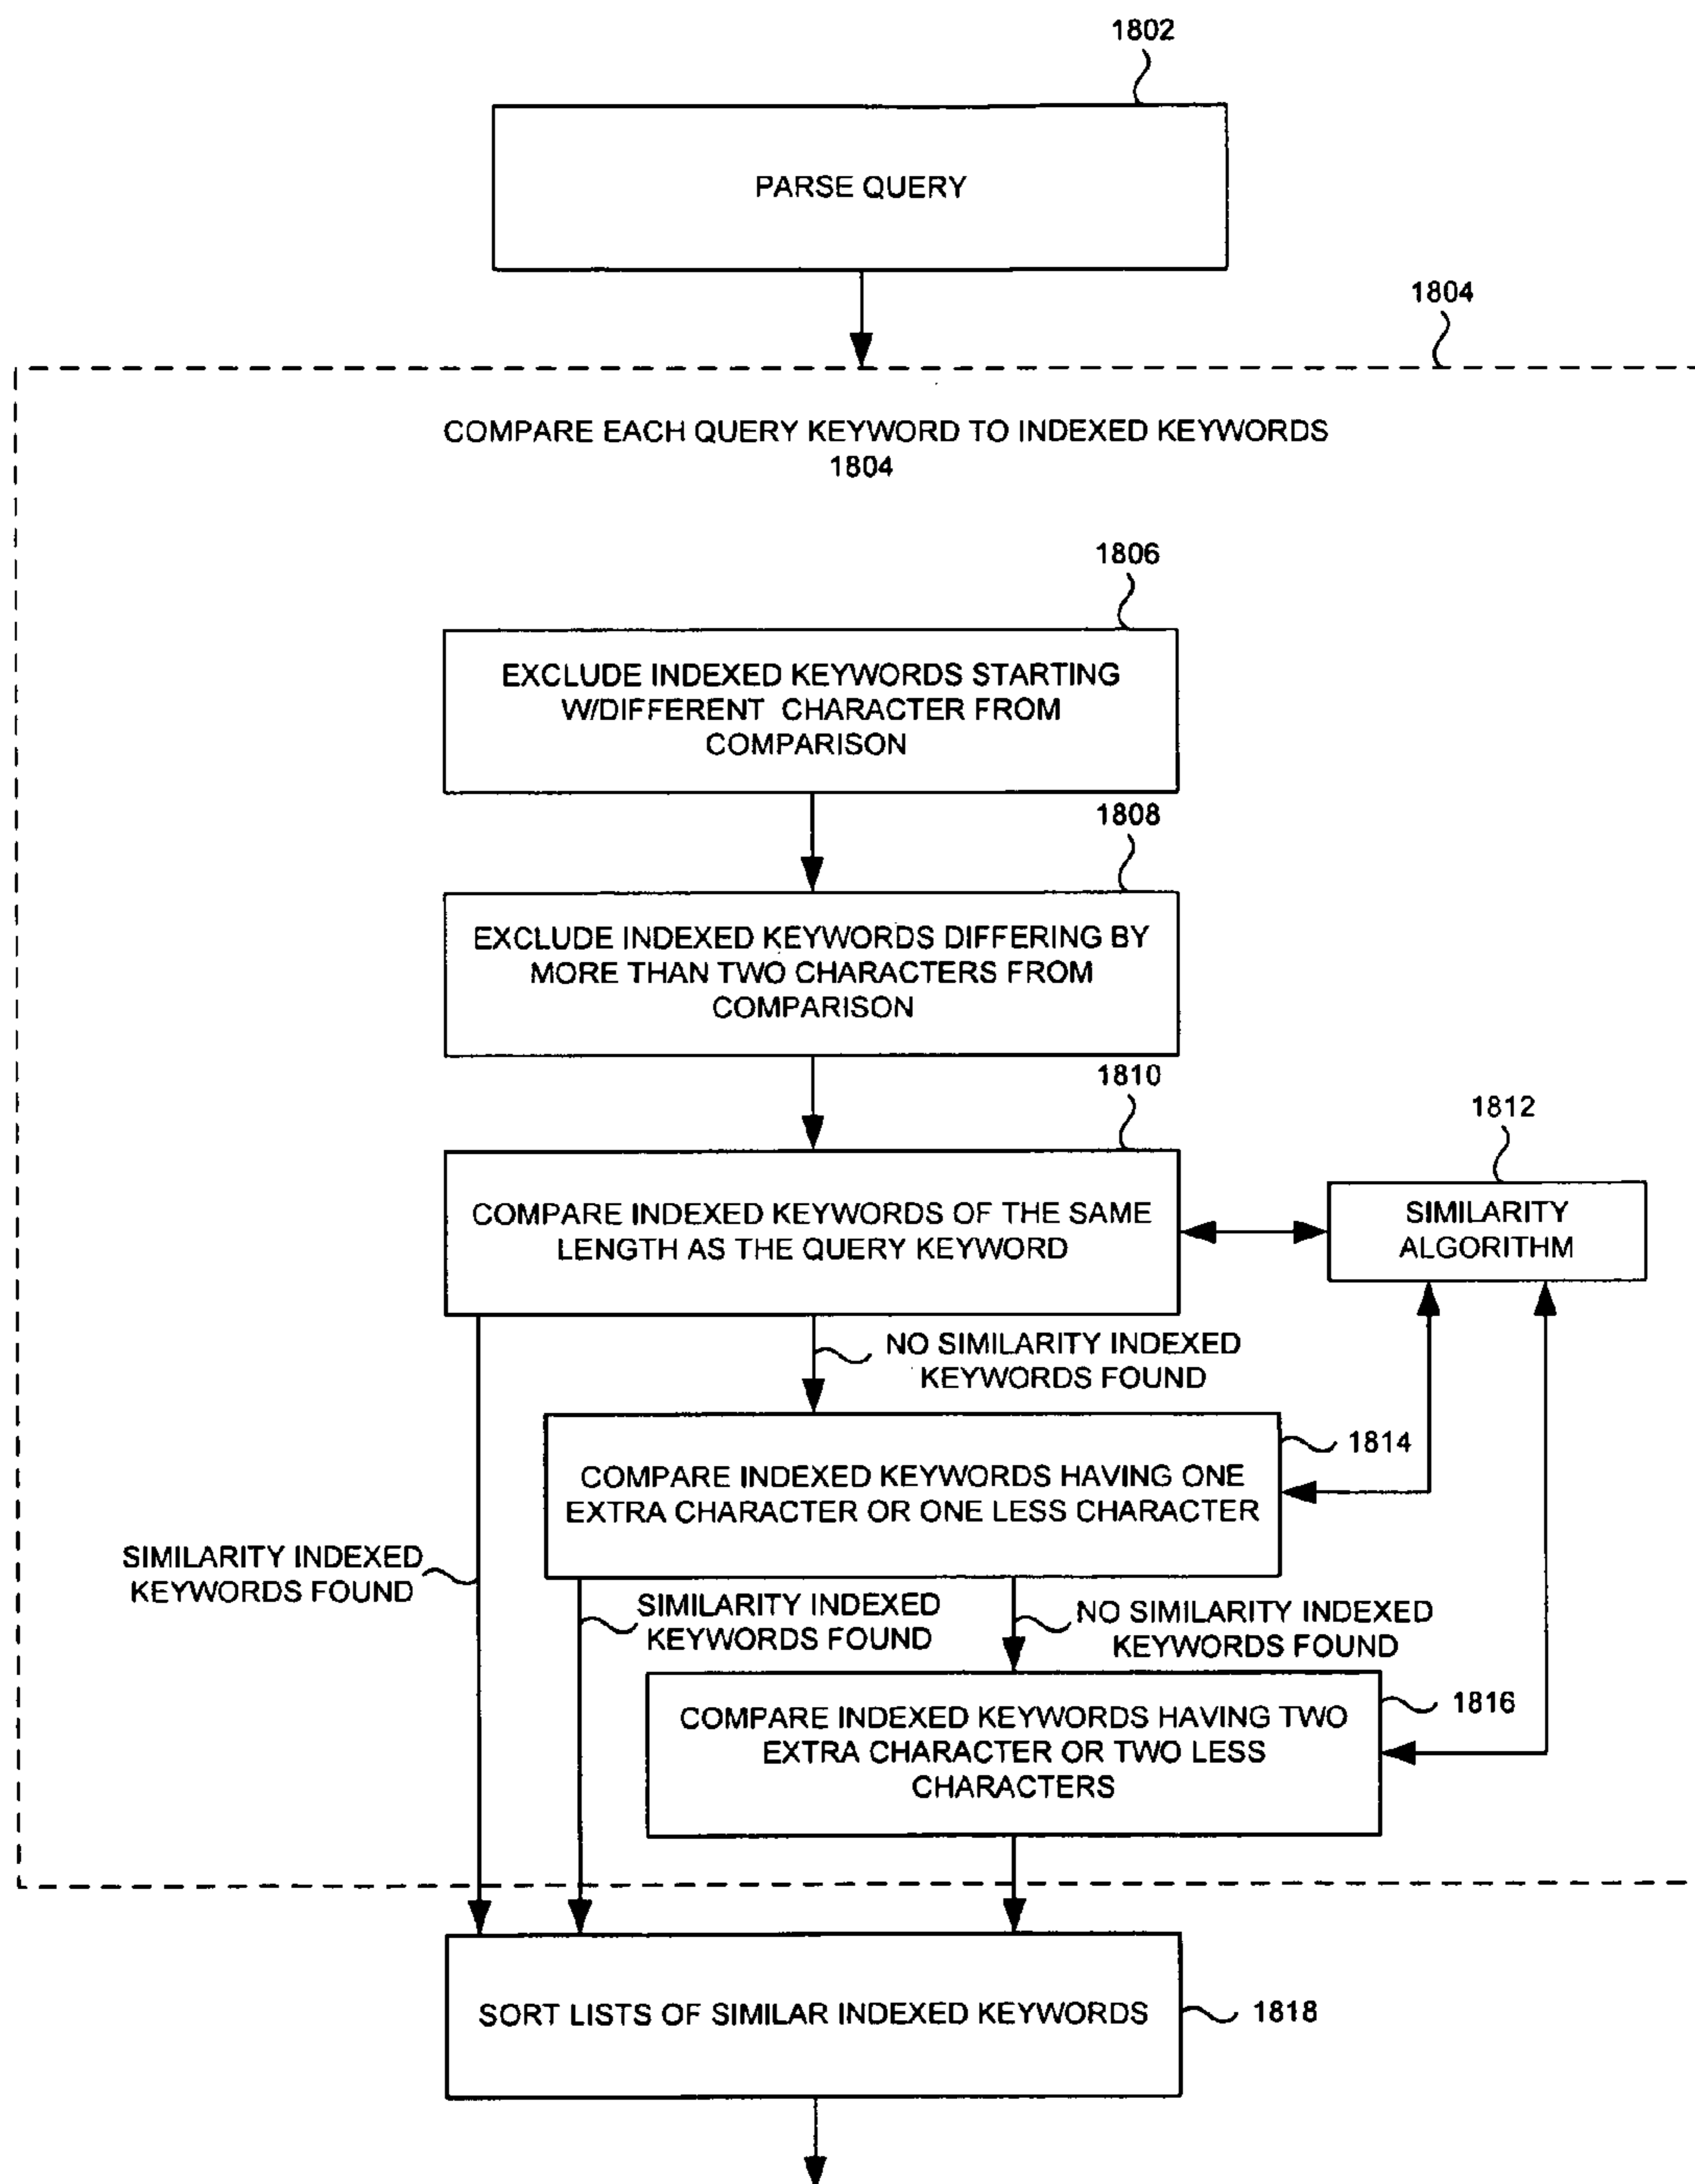 1802
PARSE QUERY
1804
COMPARE EACH QUERY KEYWORD TO INDEXED KEYWORDS
1804
1806
EXCLUDE INDEXED KEYWORDS STARTING
W/DIFFERENT CHARACTER FROM
COMPARISON
1808
EXCLUDE INDEXED KEYWORDS DIFFERING BY
MORE THAN TWO CHARACTERS FROM
COMPARISON
1810
COMPARE INDEXED KEYWORDS OF THE SAME
LENGTH AS THE QUERY KEYWORD
1812
SIMILARITY
ALGORITHM
NO SIMILARITY INDEXED
KEYWORDS FOUND
1814
COMPARE INDEXED KEYWORDS HAVING ONE
EXTRA CHARACTER OR ONE LESS CHARACTER
SIMILARITY INDEXED
KEYWORDS FOUND
SIMILARITY INDEXED
KEYWORDS FOUND
NO SIMILARITY INDEXED
KEYWORDS FOUND
1816
COMPARE INDEXED KEYWORDS HAVING TWO
EXTRA CHARACTER OR TWO LESS
CHARACTERS
SORT LISTS OF SIMILAR INDEXED KEYWORDS
1818